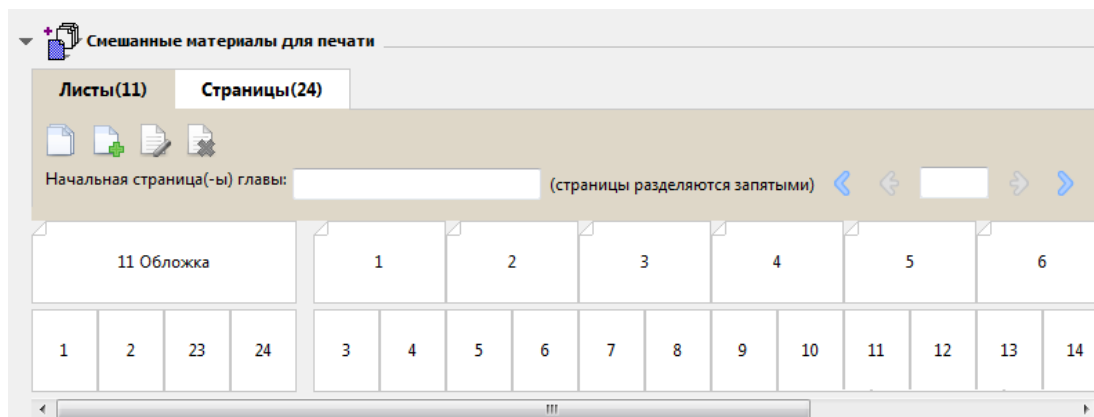 Смешанные материалы для печати
Листы(11) Страницы(24)
Начальная страница(-ы) главы: (страницы разделяются запятыми)
11 Обложка 1 2 3 4 5 6
1 2 23 24 3 4 5 6 7 8 9 10 11 12 13 14